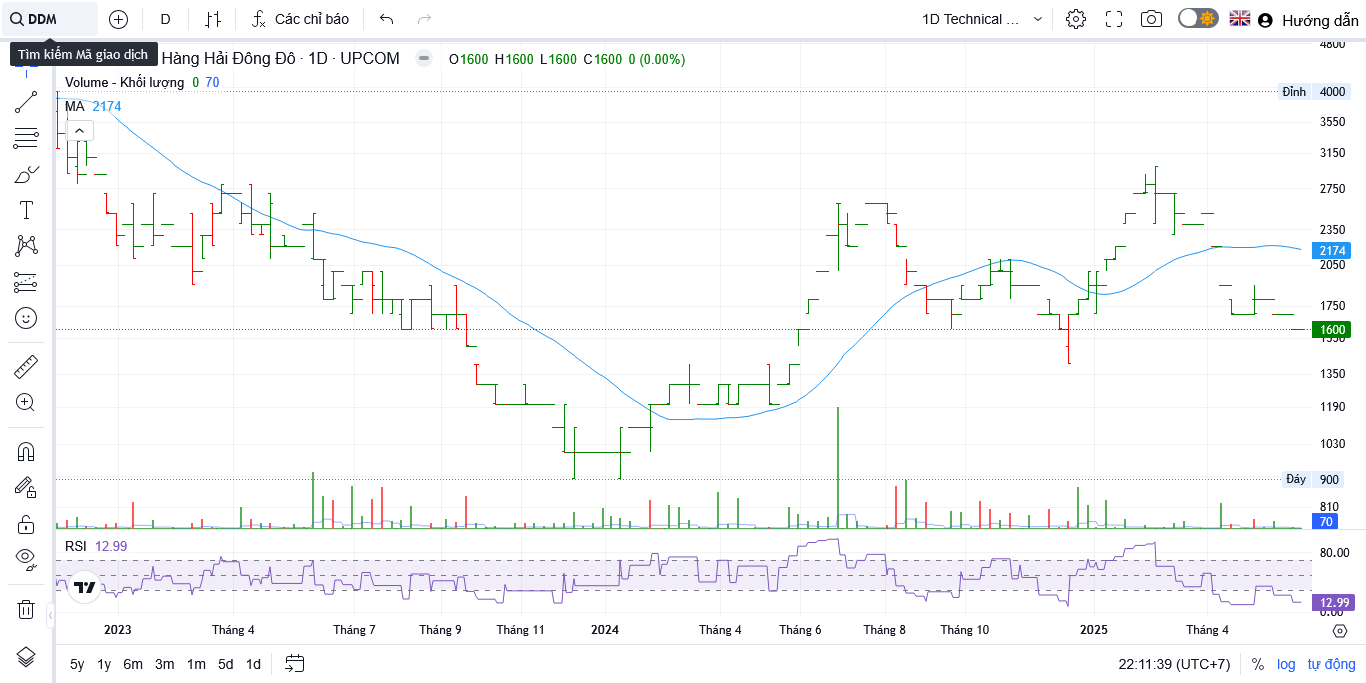 DDM D Các chỉ báo 1D Technical ... Hướng dẫn
Tìm kiếm Mã giao dịch Hàng Hải Đông Đô · 1D · UPCOM O1600 H1600 L1600 C1600 0 (0.00%)
Volume - Khối lượng 0 70
MA 2174
4800
Đỉnh 4000
3550
3150
2750
2350
2174
2050
1750
1600
1550
1350
1190
1030
Đáy 900
810
70
RSI 12.99
80.00
12.99
0.00
2023 Tháng 4 Tháng 7 Tháng 9 Tháng 11 2024 Tháng 4 Tháng 6 Tháng 8 Tháng 10 2025 Tháng 4
5y 1y 6m 3m 1m 5d 1d 22:11:39 (UTC+7) % log tự động